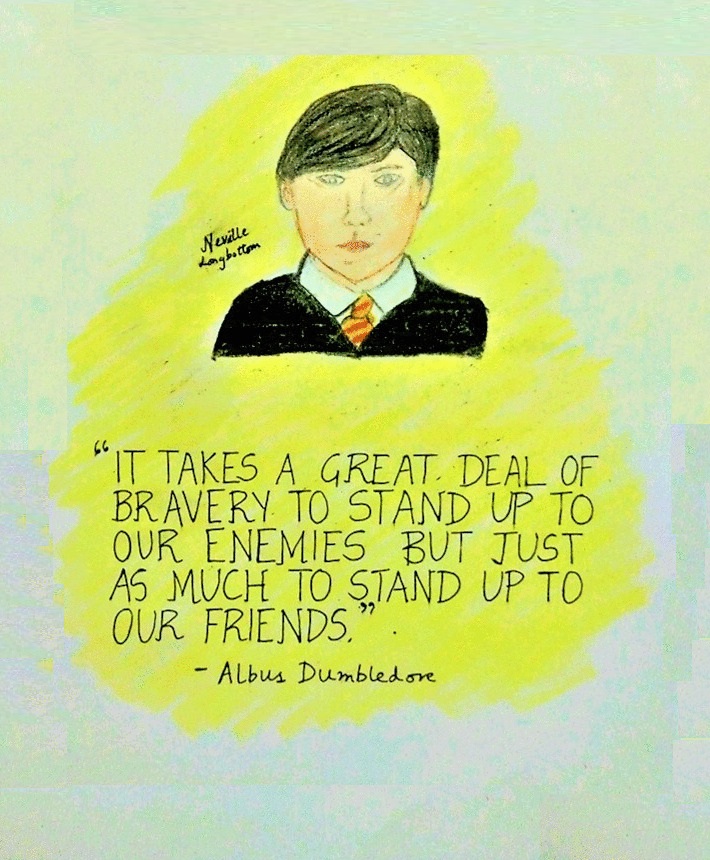 Neville
Longbottom
“IT TAKES A GREAT DEAL OF
BRAVERY TO STAND UP TO
OUR ENEMIES BUT JUST
AS MUCH TO STAND UP TO
OUR FRIENDS.”
- Albus Dumbledore